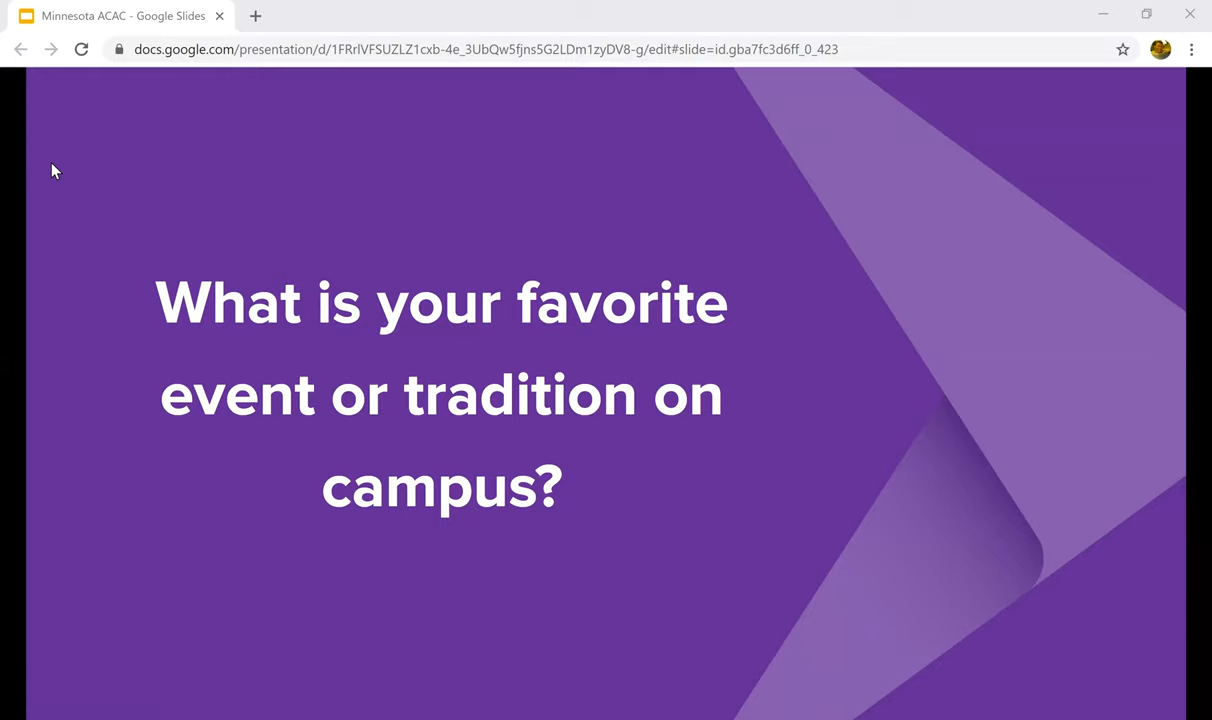 Minnesota ACAC - Google Slides
docs.google.com/presentation/d/1FRrlVFSUZLZ1cxb-4e_3UbQw5fjns5G2LDm1zyDV8-g/edit#slide=id.gba7fc3d6ff_0_423
What is your favorite
event or tradition on
campus?